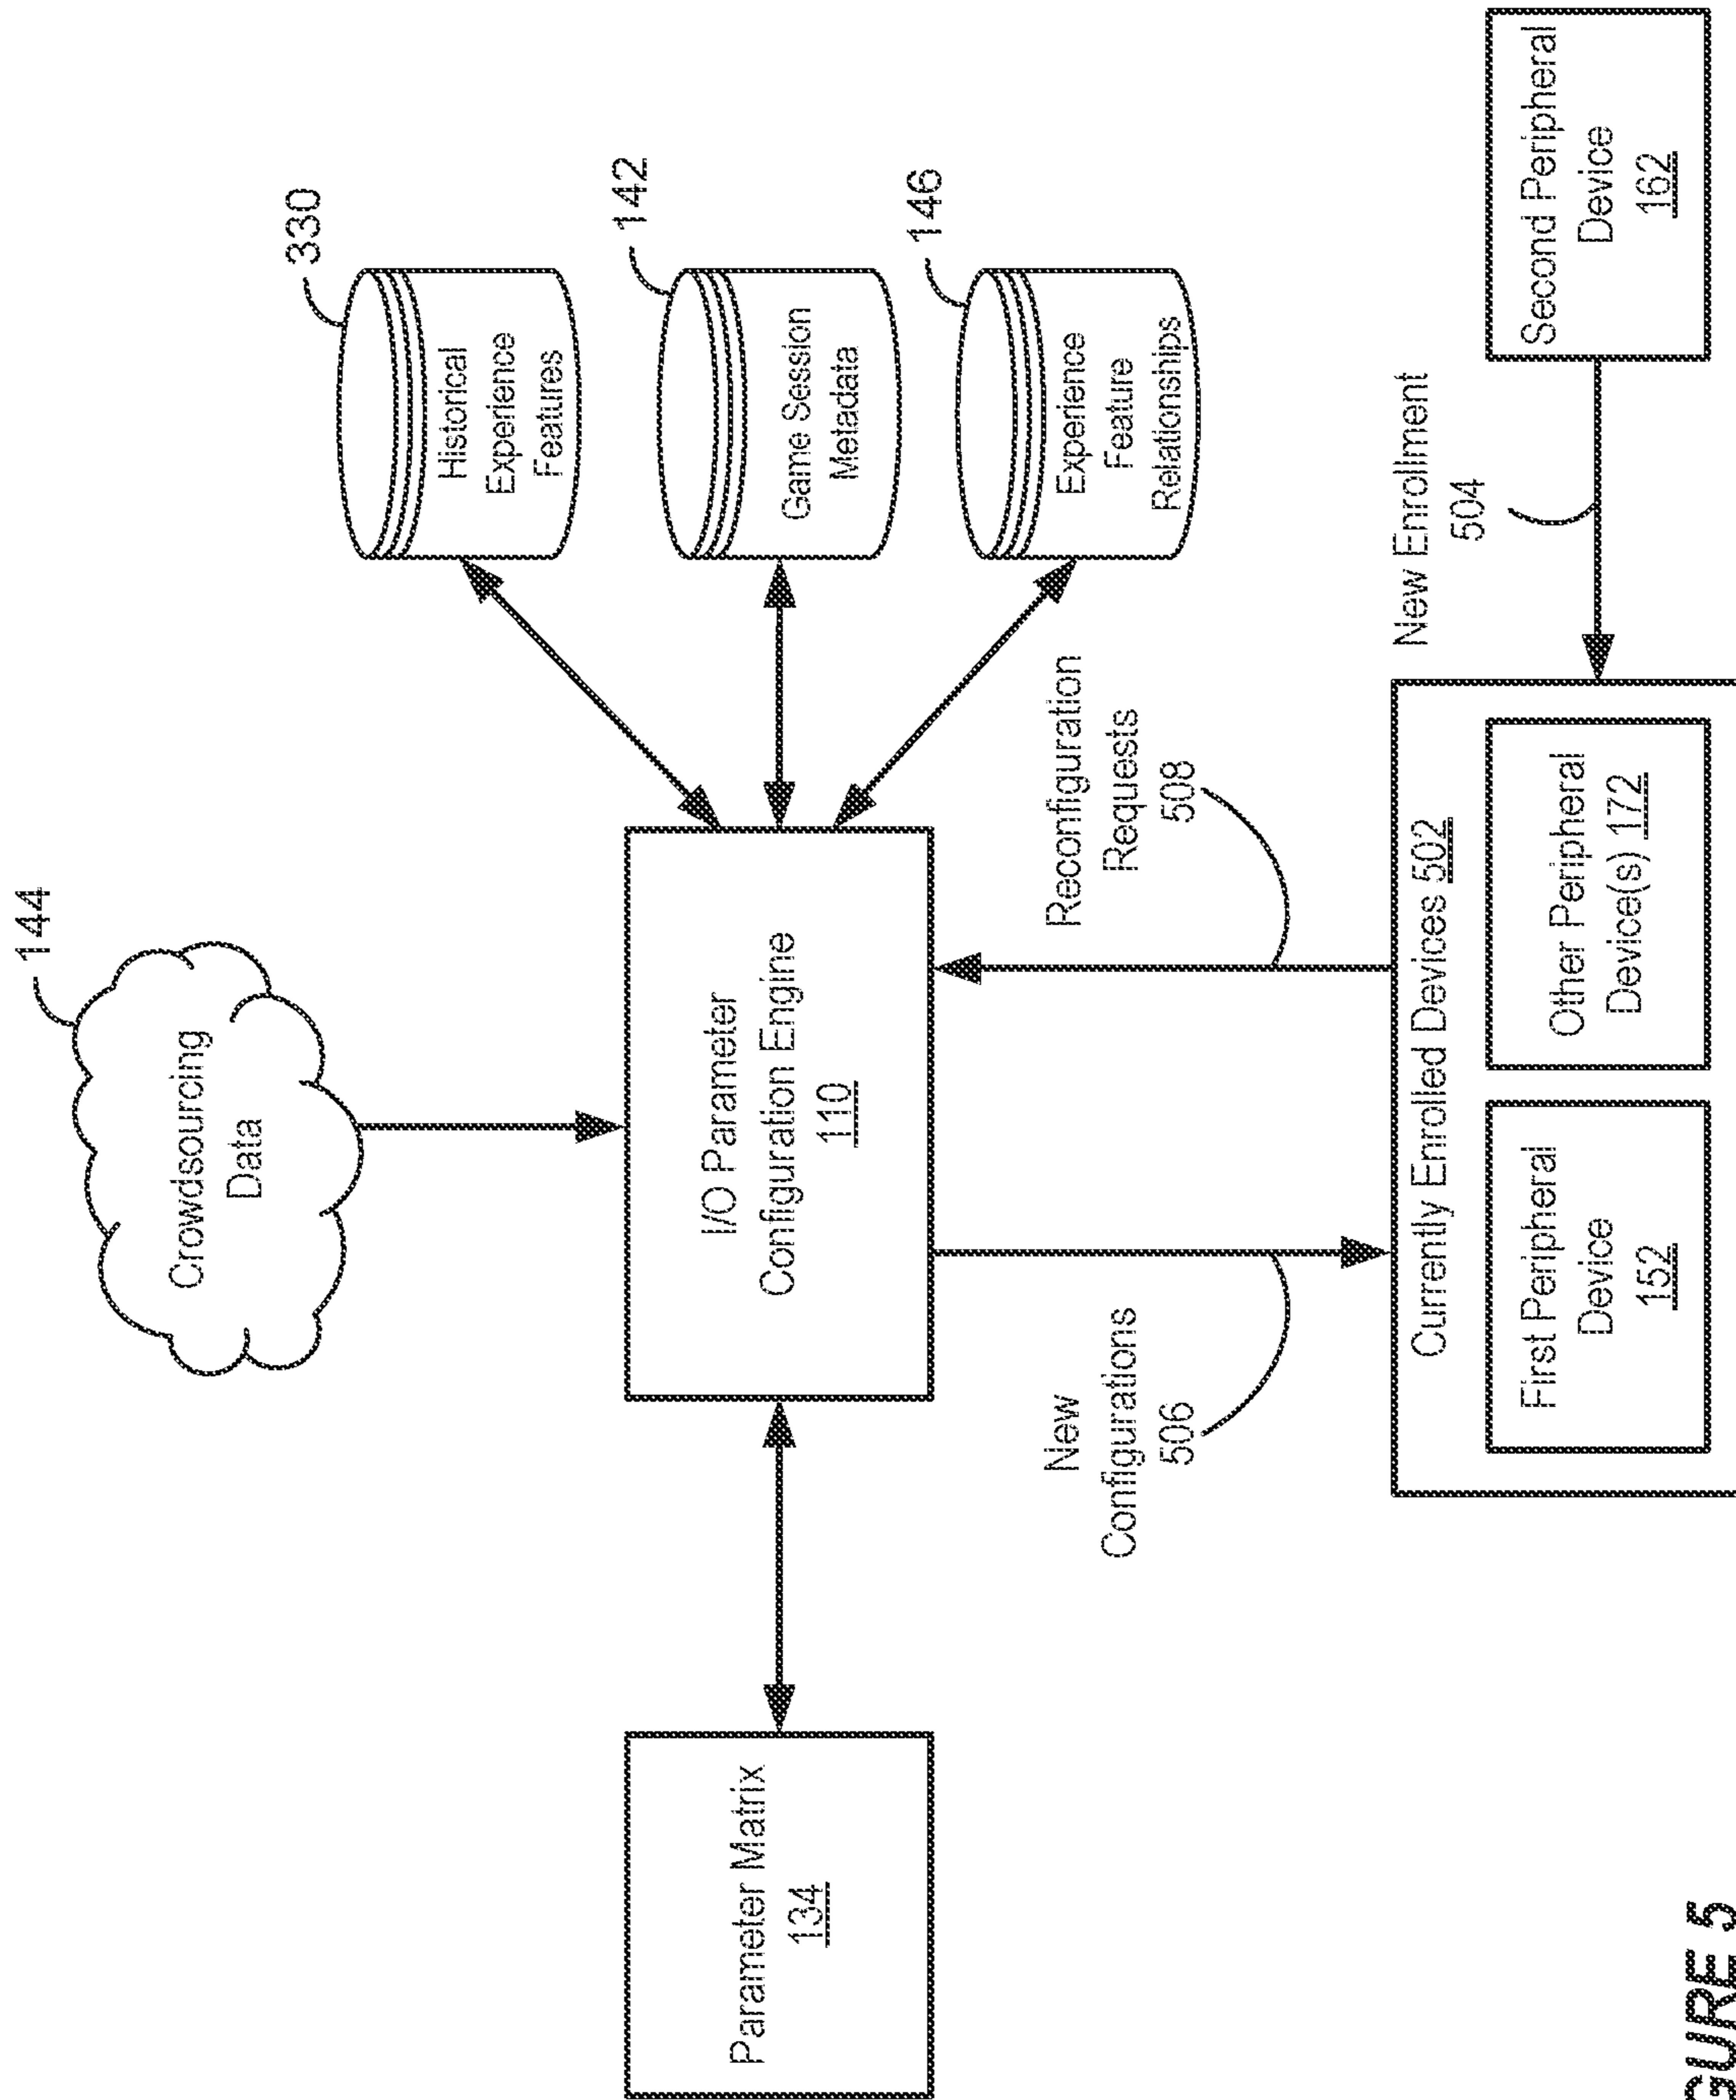 144
Crowdsourcing
Data
330
Historical
Experience
Features
142
Game Session
Metadata
146
Experience
Feature
Relationships
Parameter Matrix
134
I/O Parameter
Configuration Engine
110
New
Configurations
506
Reconfiguration
Requests
508
New Enrollment
504
Currently Enrolled Devices 502
First Peripheral
Device
152
Other Peripheral
Device(s) 172
Second Peripheral
Device
162
GURE 5